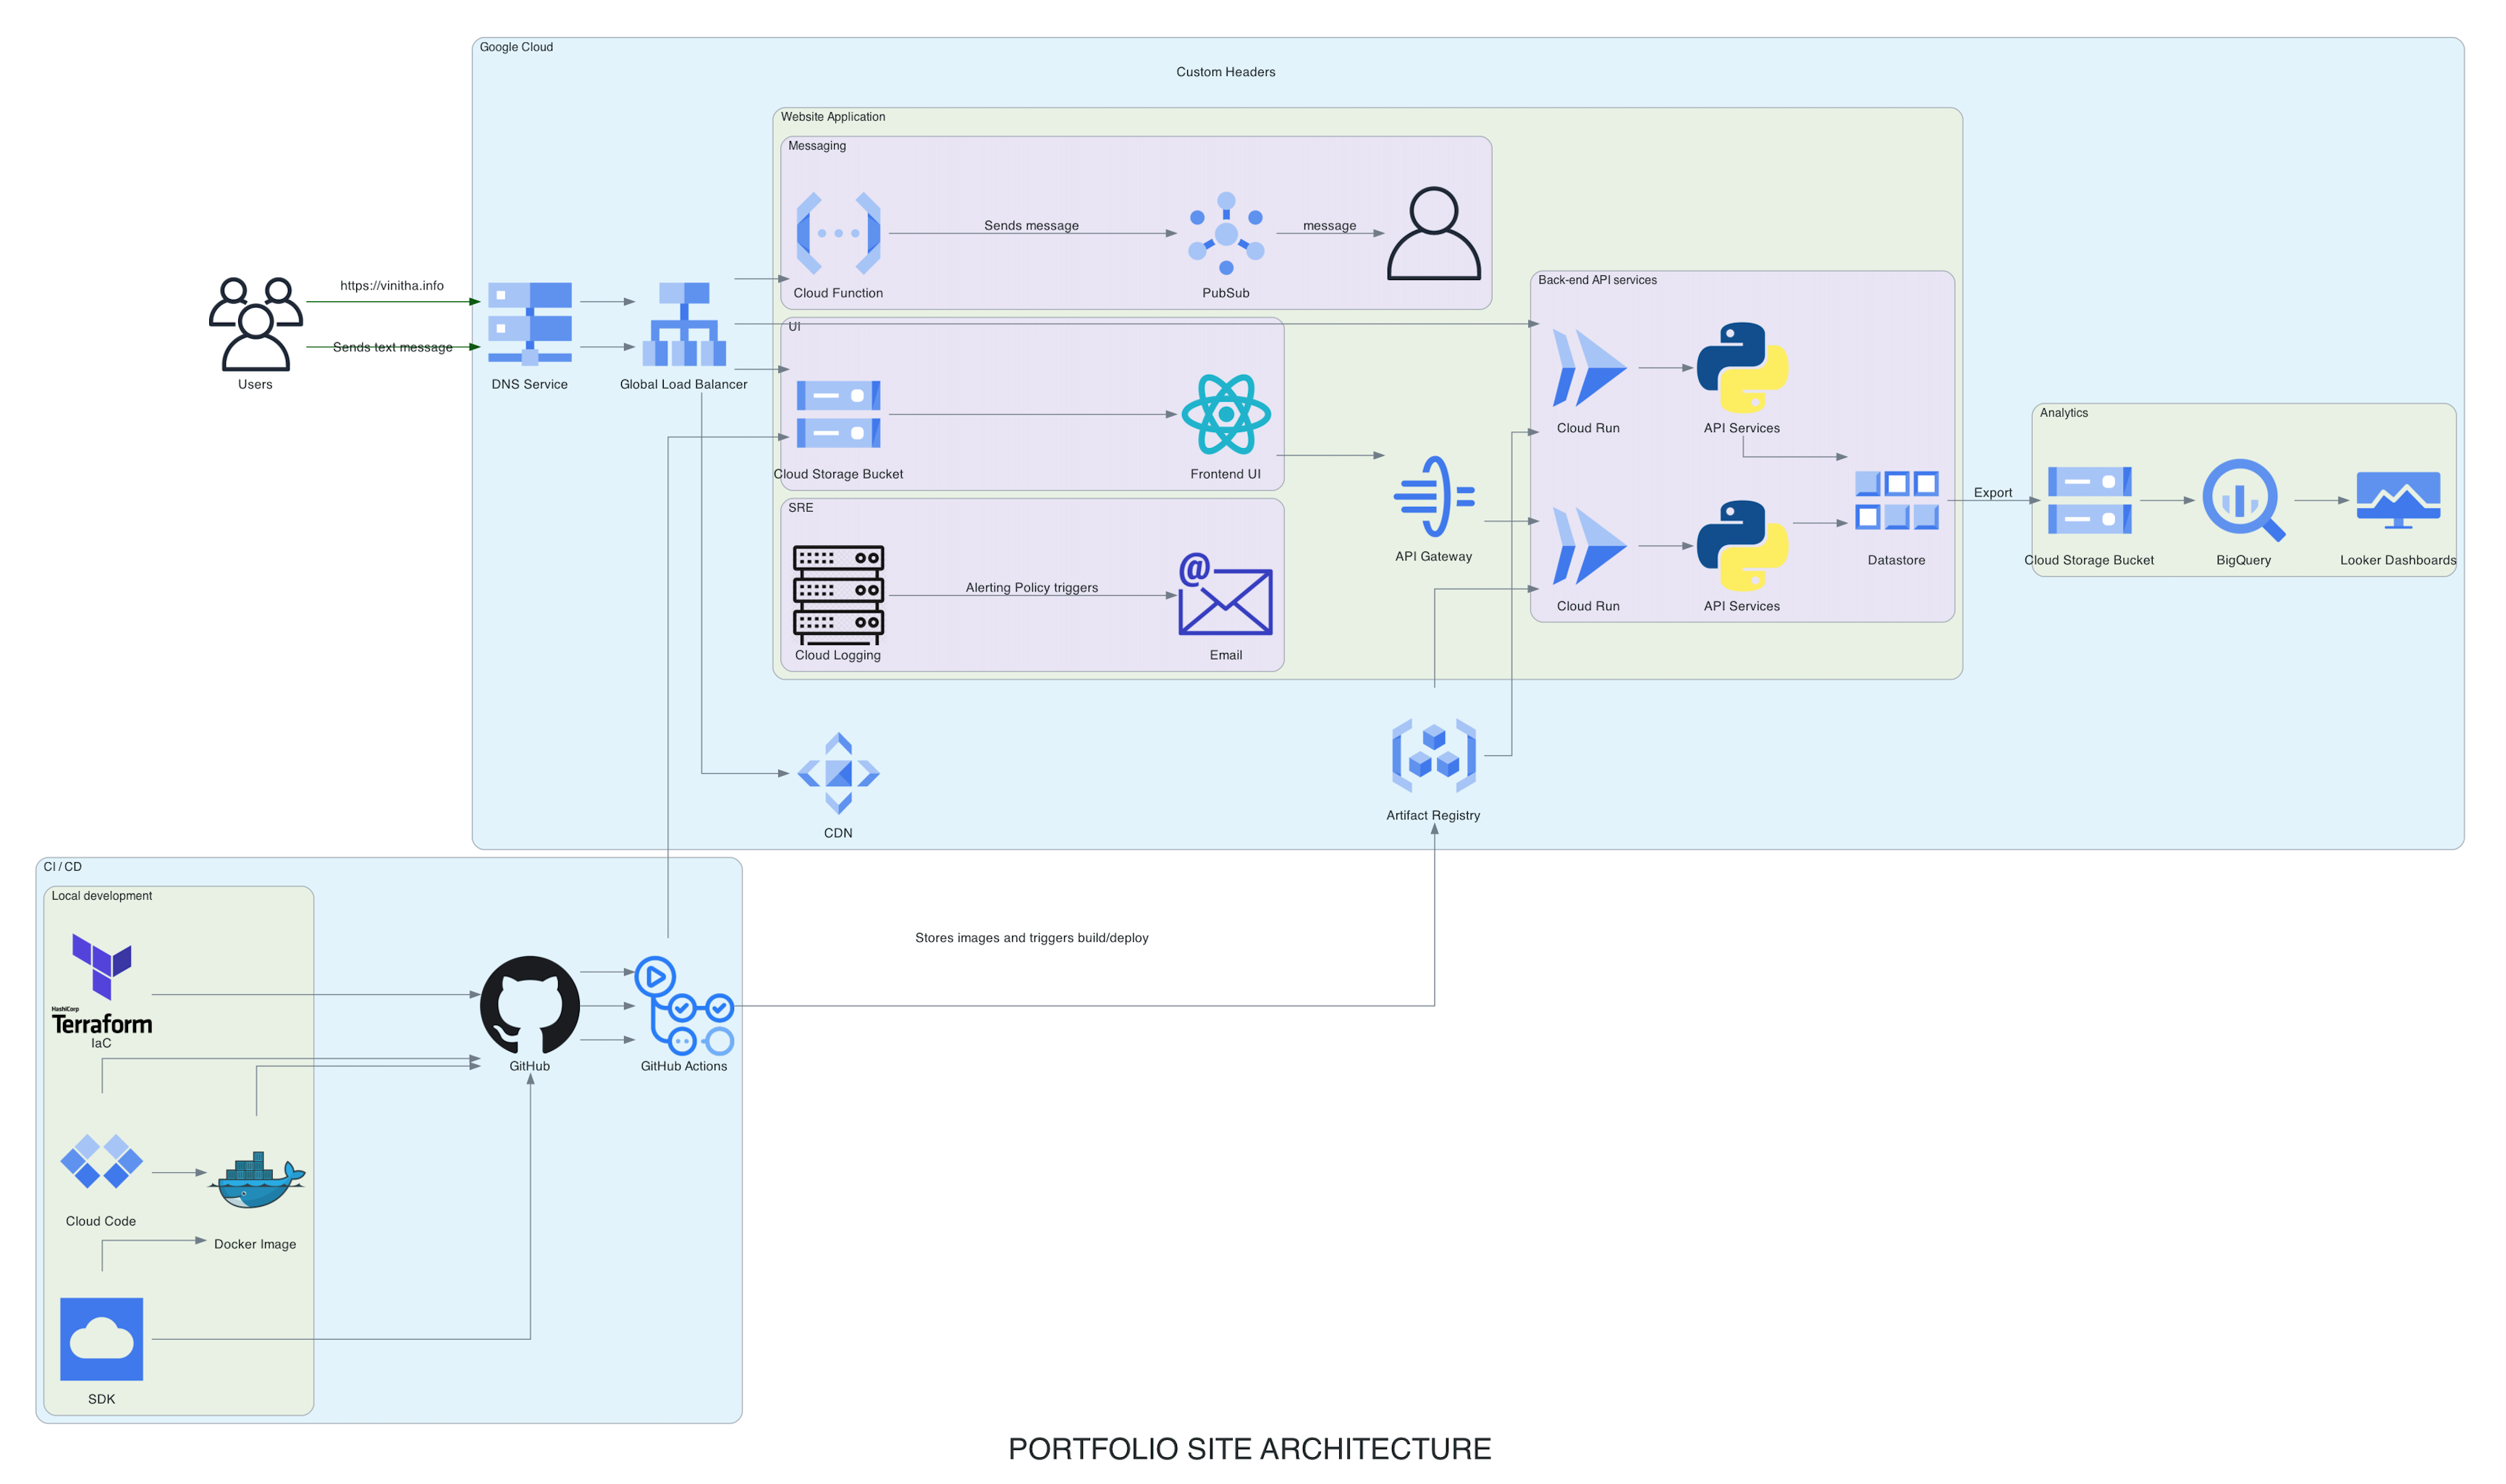 Google Cloud
Custom Headers
Website Application
Messaging
Sends message
message
Cloud Function
PubSub
https://vinitha.info
Sends text message
Users
DNS Service
Global Load Balancer
UI
Cloud Storage Bucket
Frontend UI
Back-end API services
Cloud Run
API Services
API Gateway
Cloud Run
API Services
Datastore
Export
Analytics
Cloud Storage Bucket
BigQuery
Looker Dashboards
SRE
Alerting Policy triggers
@
Cloud Logging
Email
CDN
Artifact Registry
CI / CD
Local development
HashiCorp
Terraform
IaC
GitHub
GitHub Actions
Stores images and triggers build/deploy
Cloud Code
Docker Image
SDK
PORTFOLIO SITE ARCHITECTURE